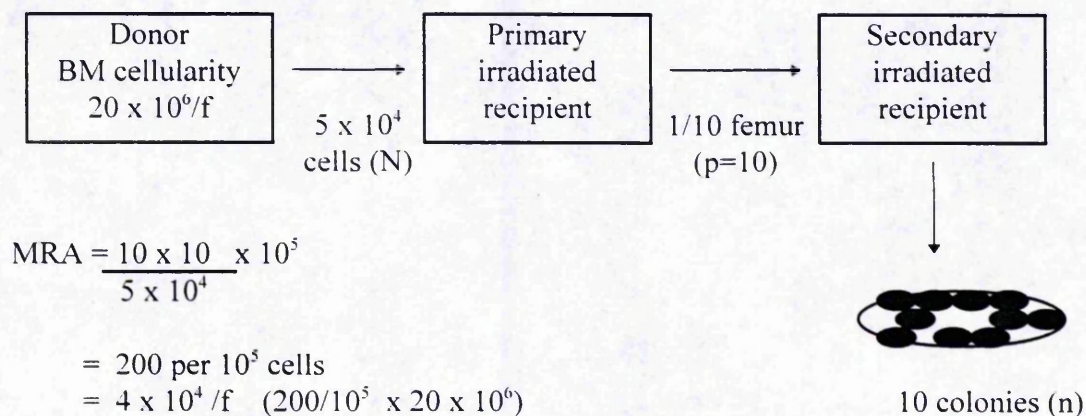 Donor
BM cellularity
20 x 10⁶/f
5 x 10⁴
cells (N)
Primary
irradiated
recipient
1/10 femur
(p=10)
Secondary
irradiated
recipient
MRA = 10 x 10 x 10⁵
5 x 10⁴
= 200 per 10⁵ cells
= 4 x 10⁴ /f (200/10⁵ x 20 x 10⁶)
10 colonies (n)